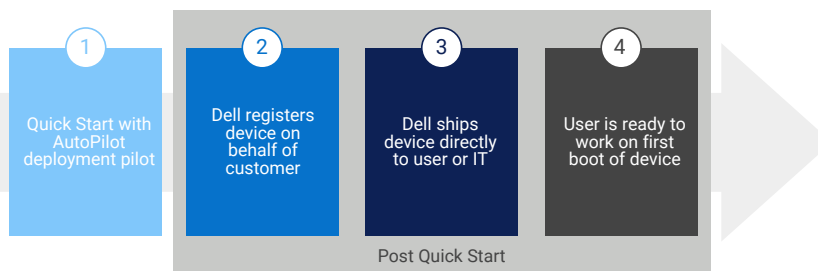 1
Quick Start with
AutoPilot
deployment pilot
2
Dell registers
device on
behalf of
customer
3
Dell ships
device directly
to user or IT
4
User is ready to
work on first
boot of device
Post Quick Start